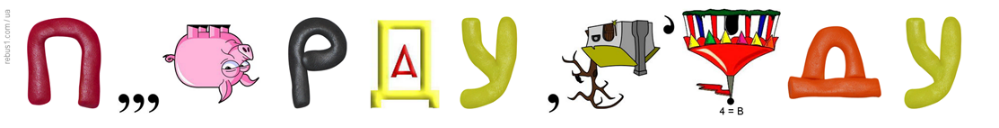 rebus1.com / ua
П ,,, Р Д А У , ’ Д У
4 = В